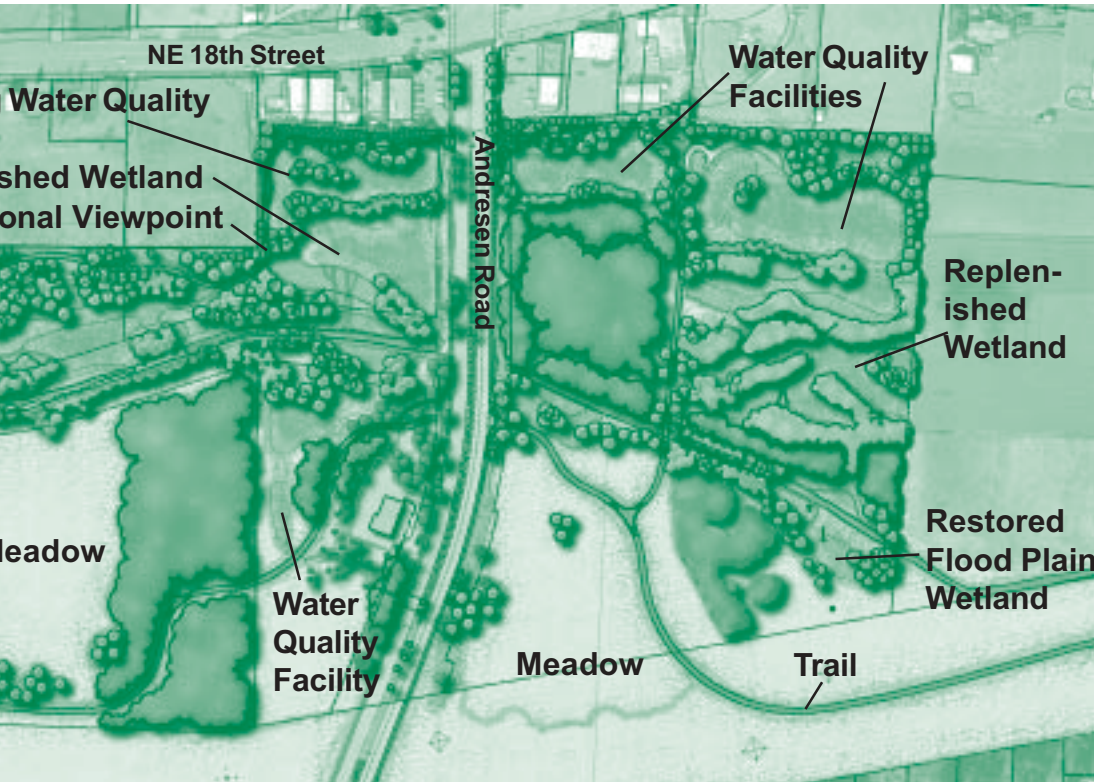 NE 18th Street
Water Quality
Facilities
Water Quality
shed Wetland
onal Viewpoint
Andresen Road
Replen-
ished
Wetland
Restored
Flood Plain
Wetland
leadow
Water
Quality
Facility
Meadow
Trail